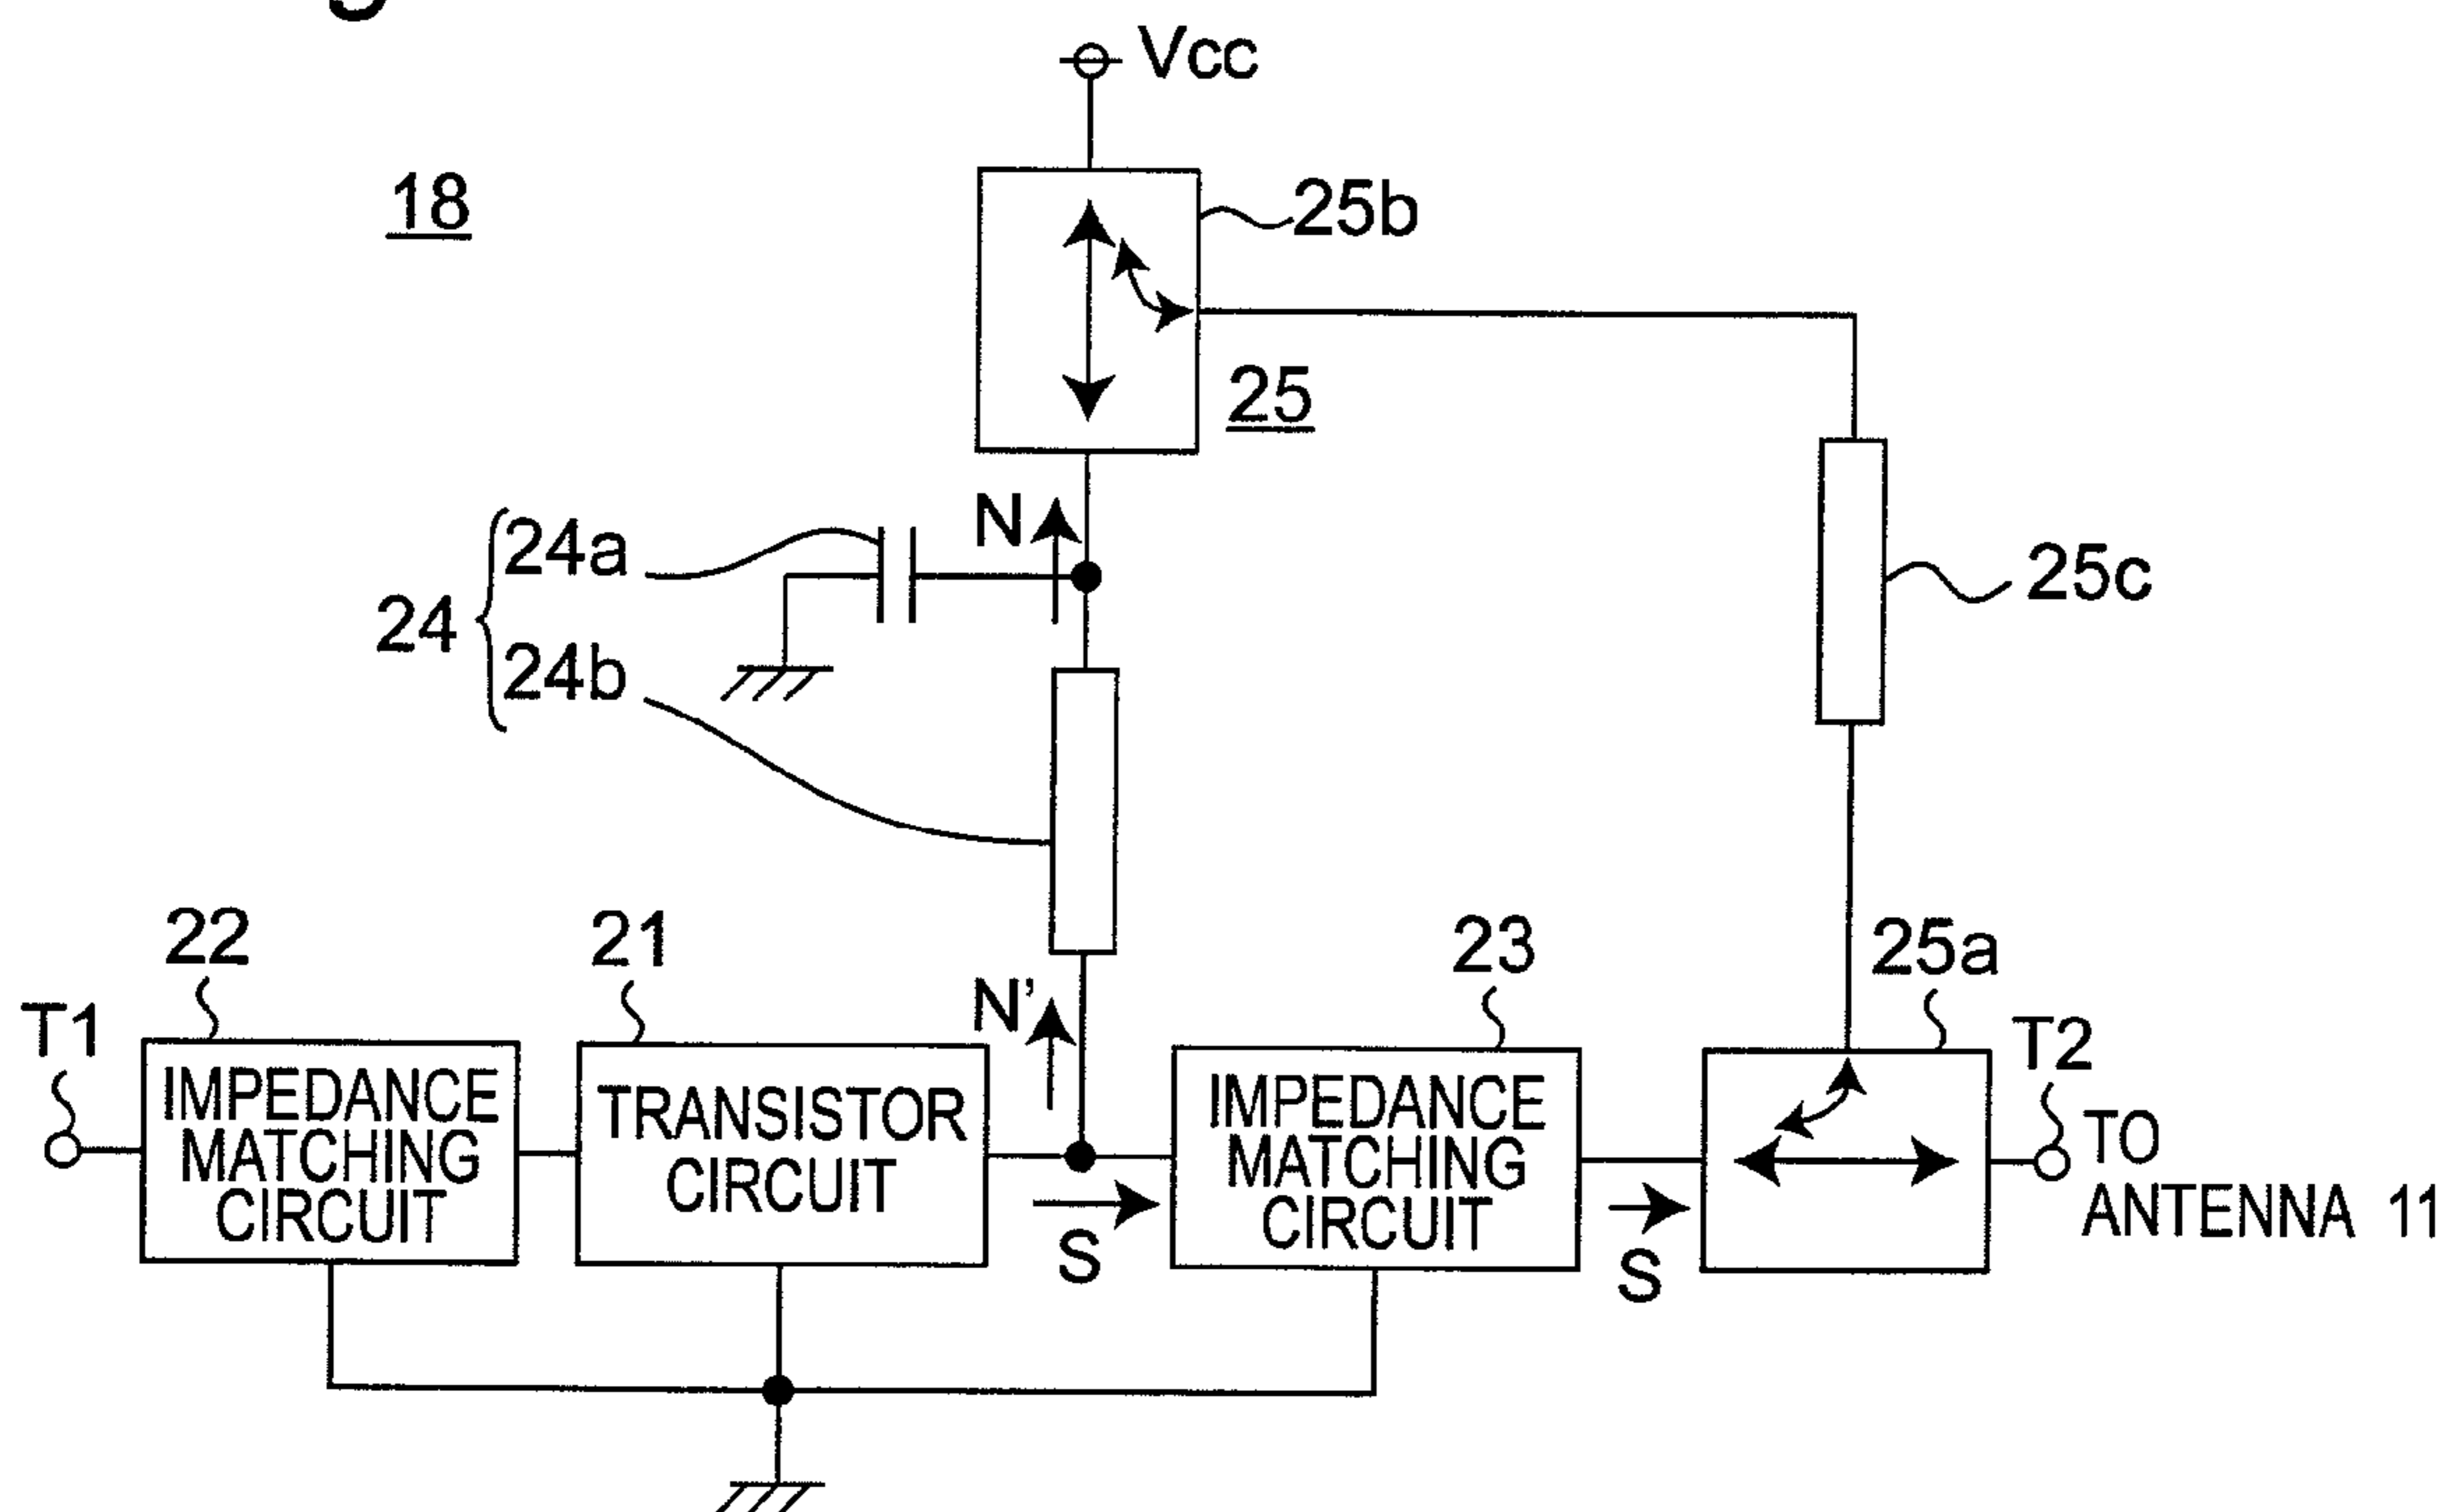 Vcc
18
25b
25
N
24a
24
24b
25c
22
21
N'
23
25a
T1
T2
IMPEDANCE
MATCHING
CIRCUIT
TRANSISTOR
CIRCUIT
IMPEDANCE
MATCHING
CIRCUIT
TO
ANTENNA 11
S
S